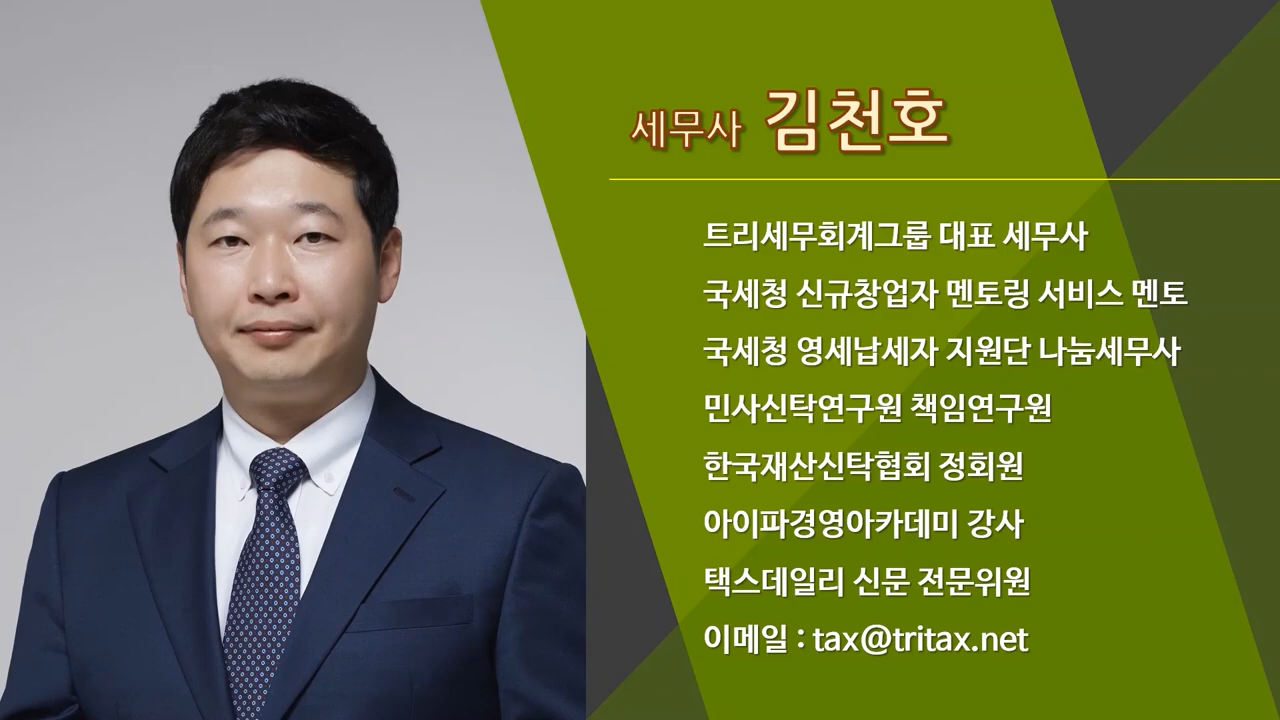 세무사 김천호
트리세무회계그룹 대표 세무사
국세청 신규창업자 멘토링 서비스 멘토
국세청 영세납세자 지원단 나눔세무사
민사신탁연구원 책임연구원
한국재산신탁협회 정회원
아이파경영아카데미 강사
택스데일리 신문 전문위원
이메일 : tax@tritax.net